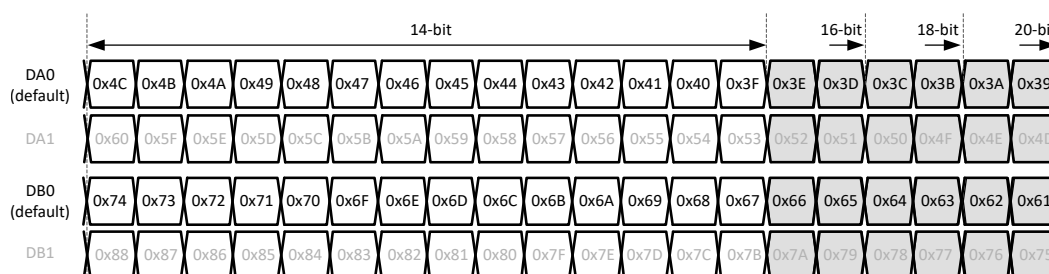 14-bit 16-bit 18-bit 20-bi
DA0 0x4C 0x4B 0x4A 0x49 0x48 0x47 0x46 0x45 0x44 0x43 0x42 0x41 0x40 0x3F 0x3E 0x3D 0x3C 0x3B 0x3A 0x39
(default)
DA1 0x60 0x5F 0x5E 0x5D 0x5C 0x5B 0x5A 0x59 0x58 0x57 0x56 0x55 0x54 0x53 0x52 0x51 0x50 0x4F 0x4E 0x4D
DB0 0x74 0x73 0x72 0x71 0x70 0x6F 0x6E 0x6D 0x6C 0x6B 0x6A 0x69 0x68 0x67 0x66 0x65 0x64 0x63 0x62 0x61
(default)
DB1 0x88 0x87 0x86 0x85 0x84 0x83 0x82 0x81 0x80 0x7F 0x7E 0x7D 0x7C 0x7B 0x7A 0x79 0x78 0x77 0x76 0x75